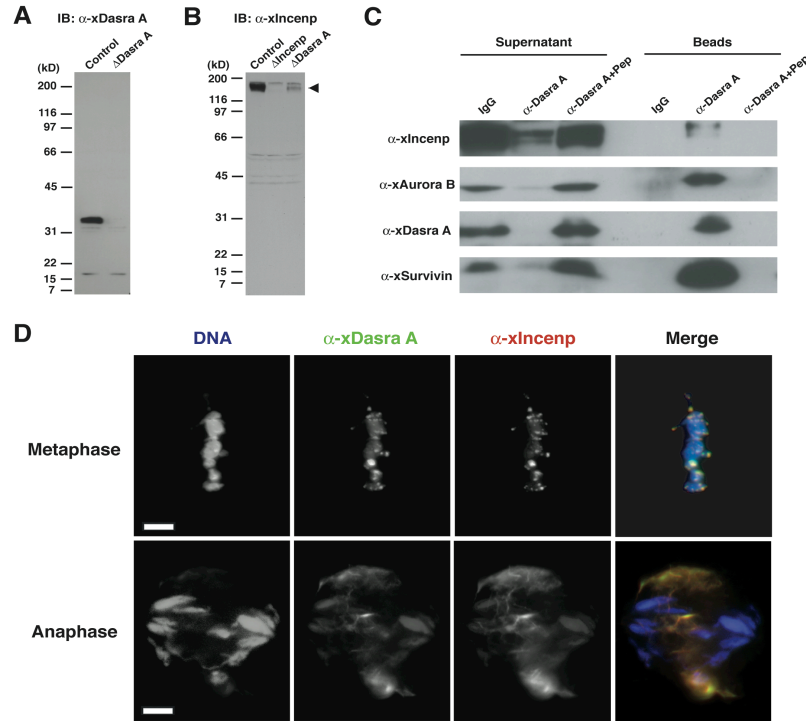 A
IB: α-xDasra A
Control
ΔDasra A
(kD)
200
116
97
66
45
31
22
15
7
B
IB: α-xIncenp
Control
ΔIncenp
ΔDasra A
(kD)
200
116
97
66
45
31
22
15
7
C
Supernatant
Beads
IgG
α-Dasra A
α-Dasra A+Pep
IgG
α-Dasra A
α-Dasra A+Pep
α-xIncenp
α-xAurora B
α-xDasra A
α-xSurvivin
D
DNA
α-xDasra A
α-xIncenp
Merge
Metaphase
Anaphase